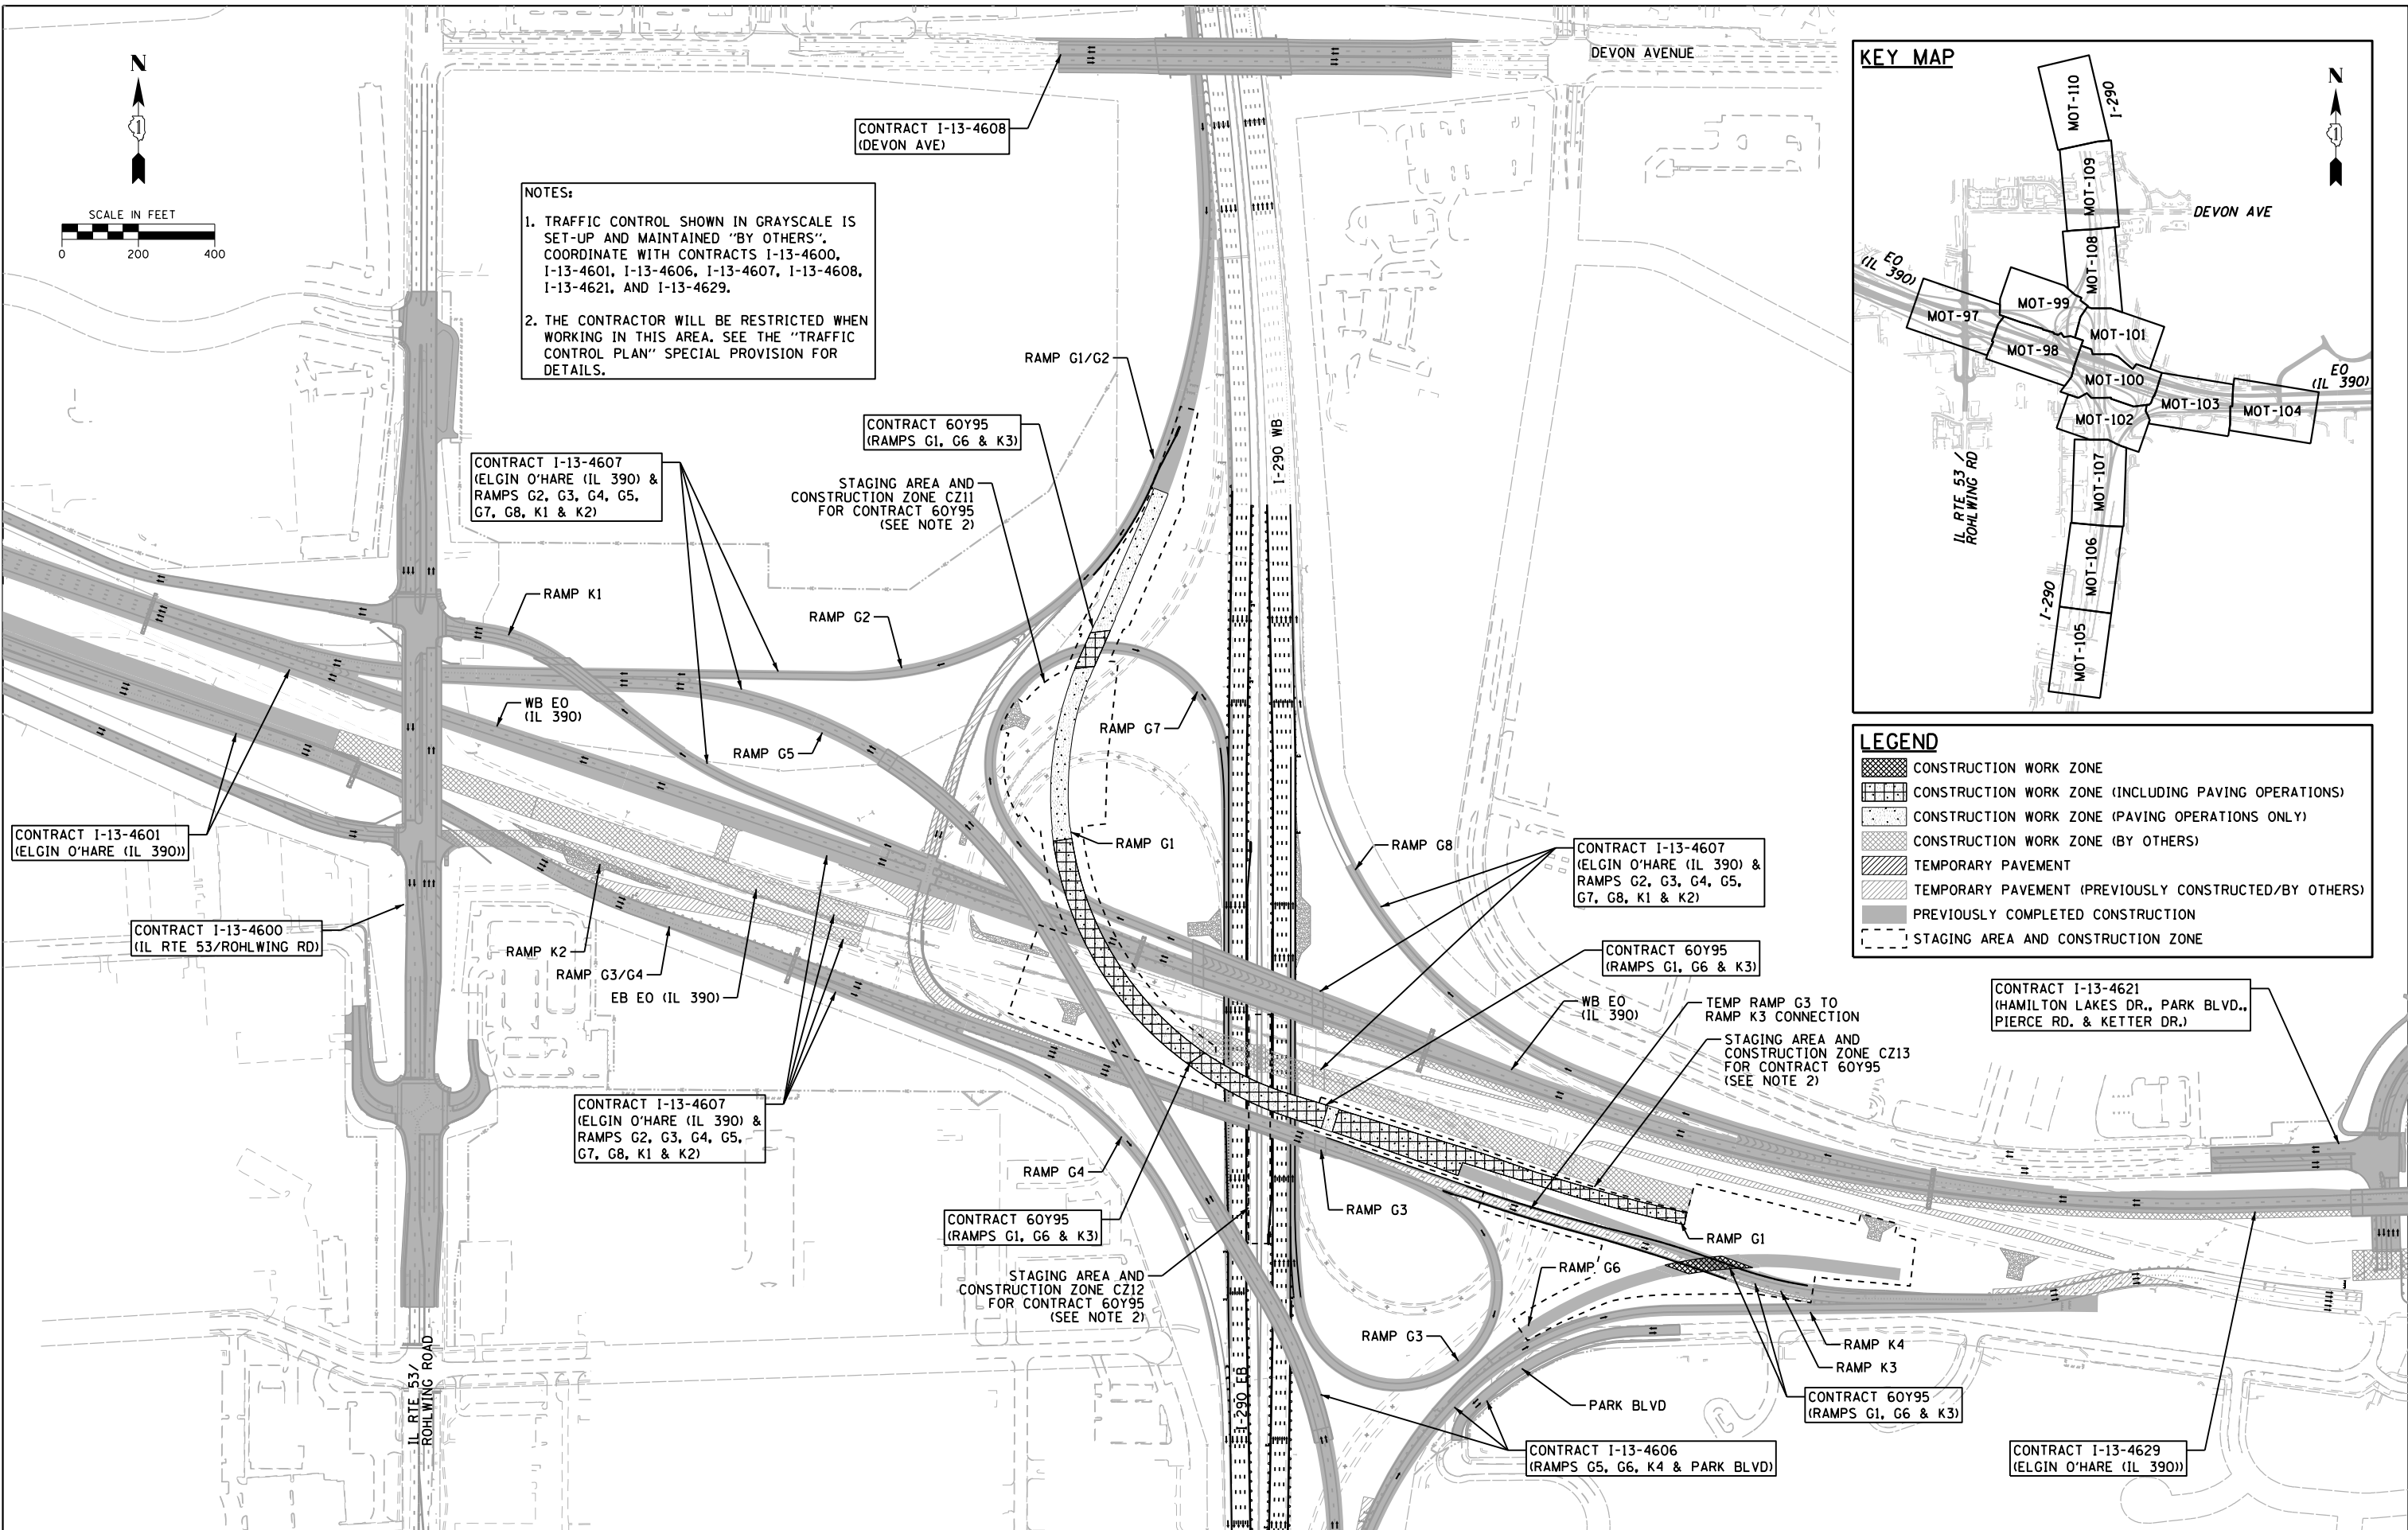 DEVON AVENUE
N
1
SCALE IN FEET
0 200 400
CONTRACT I-13-4608
(DEVON AVE)
NOTES:
1. TRAFFIC CONTROL SHOWN IN GRAYSCALE IS
SET-UP AND MAINTAINED "BY OTHERS".
COORDINATE WITH CONTRACTS I-13-4600,
I-13-4601, I-13-4606, I-13-4607, I-13-4608,
I-13-4621, AND I-13-4629.
2. THE CONTRACTOR WILL BE RESTRICTED WHEN
WORKING IN THIS AREA. SEE THE "TRAFFIC
CONTROL PLAN" SPECIAL PROVISION FOR
DETAILS.
RAMP G1/G2
CONTRACT 60Y95
(RAMPS G1, G6 & K3)
I-290 WB
CONTRACT I-13-4607
(ELGIN O'HARE (IL 390) &
RAMPS G2, G3, G4, G5,
G7, G8, K1 & K2)
STAGING AREA AND
CONSTRUCTION ZONE CZ11
FOR CONTRACT 60Y95
(SEE NOTE 2)
RAMP K1
RAMP G2
WB EO
(IL 390)
RAMP G5
RAMP G7
CONTRACT I-13-4601
(ELGIN O'HARE (IL 390))
RAMP G1
RAMP G8
CONTRACT I-13-4607
(ELGIN O'HARE (IL 390) &
RAMPS G2, G3, G4, G5,
G7, G8, K1 & K2)
CONTRACT I-13-4600
(IL RTE 53/ROHLWING RD)
RAMP K2
RAMP G3/G4
EB EO (IL 390)
CONTRACT 60Y95
(RAMPS G1, G6 & K3)
WB EO
(IL 390)
TEMP RAMP G3 TO
RAMP K3 CONNECTION
STAGING AREA AND
CONSTRUCTION ZONE CZ13
FOR CONTRACT 60Y95
(SEE NOTE 2)
CONTRACT I-13-4621
(HAMILTON LAKES DR., PARK BLVD.,
PIERCE RD. & KETTER DR.)
CONTRACT I-13-4607
(ELGIN O'HARE (IL 390) &
RAMPS G2, G3, G4, G5,
G7, G8, K1 & K2)
RAMP G4
CONTRACT 60Y95
(RAMPS G1, G6 & K3)
RAMP G3
RAMP G1
STAGING AREA AND
CONSTRUCTION ZONE CZ12
FOR CONTRACT 60Y95
(SEE NOTE 2)
RAMP G6
RAMP G3
RAMP K4
RAMP K3
IL RTE 53/
ROHLWING ROAD
I-290 EB
PARK BLVD
CONTRACT 60Y95
(RAMPS G1, G6 & K3)
CONTRACT I-13-4606
(RAMPS G5, G6, K4 & PARK BLVD)
CONTRACT I-13-4629
(ELGIN O'HARE (IL 390))
KEY MAP
N
1
MOT-110
I-290
MOT-109
DEVON AVE
MOT-108
EO
(IL 390)
MOT-99
MOT-97
MOT-101
MOT-98
MOT-100
EO
(IL 390)
MOT-103
MOT-104
MOT-102
MOT-107
IL RTE 53 /
ROHLWING RD
MOT-106
I-290
MOT-105
LEGEND
CONSTRUCTION WORK ZONE
CONSTRUCTION WORK ZONE (INCLUDING PAVING OPERATIONS)
CONSTRUCTION WORK ZONE (PAVING OPERATIONS ONLY)
CONSTRUCTION WORK ZONE (BY OTHERS)
TEMPORARY PAVEMENT
TEMPORARY PAVEMENT (PREVIOUSLY CONSTRUCTED/BY OTHERS)
PREVIOUSLY COMPLETED CONSTRUCTION
STAGING AREA AND CONSTRUCTION ZONE